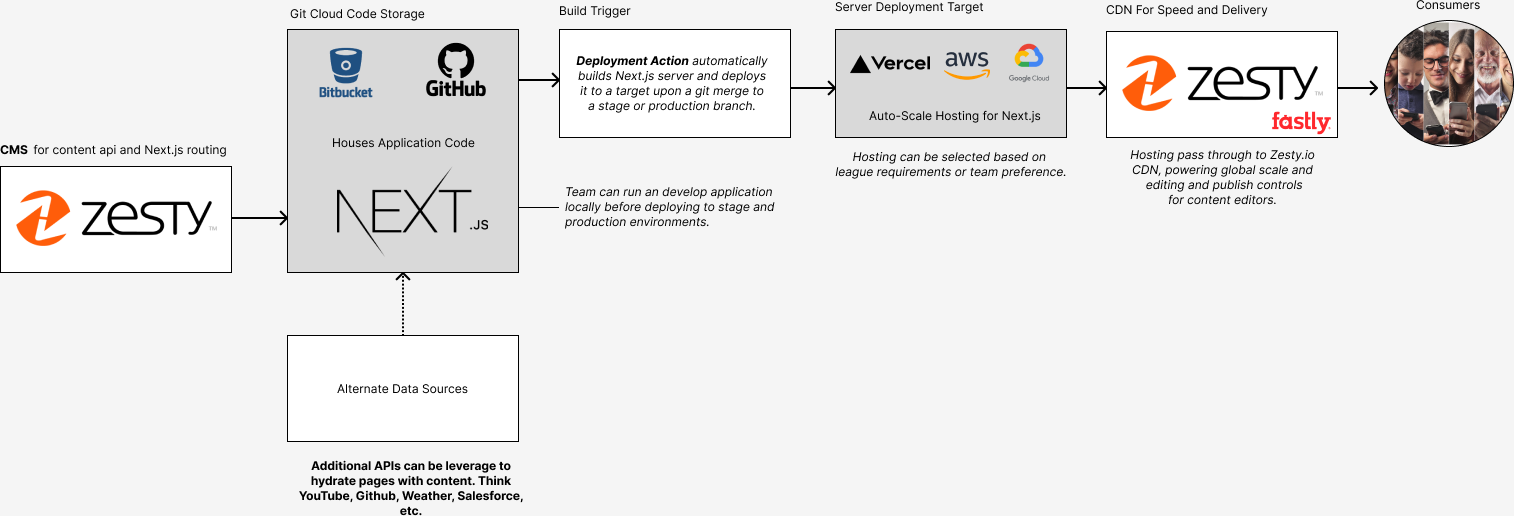 CMS for content api and Next.js routing
ZESTY™
Git Cloud Code Storage
Bitbucket
GitHub
Houses Application Code
NEXT.JS
Team can run an develop application
locally before deploying to stage and
production environments.
Alternate Data Sources
Additional APIs can be leverage to
hydrate pages with content. Think
YouTube, Github, Weather, Salesforce,
etc.
Build Trigger
Deployment Action automatically
builds Next.js server and deploys
it to a target upon a git merge to
a stage or production branch.
Server Deployment Target
Vercel
aws
Google Cloud
Auto-Scale Hosting for Next.js
Hosting can be selected based on
league requirements or team preference.
CDN For Speed and Delivery
ZESTY™
fastly
Hosting pass through to Zesty.io
CDN, powering global scale and
editing and publish controls
for content editors.
Consumers